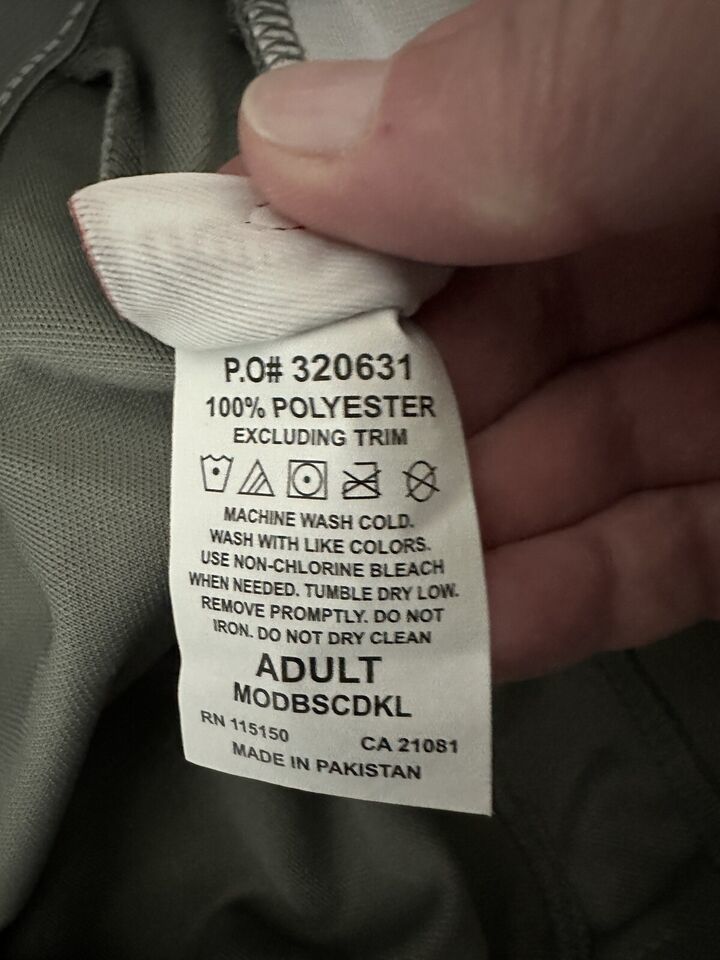 P.O# 320631
100% POLYESTER
EXCLUDING TRIM
MACHINE WASH COLD.
WASH WITH LIKE COLORS.
USE NON-CHLORINE BLEACH
WHEN NEEDED. TUMBLE DRY LOW.
REMOVE PROMPTLY. DO NOT
IRON. DO NOT DRY CLEAN
ADULT
MODBSCDKL
RN 115150 CA 21081
MADE IN PAKISTAN